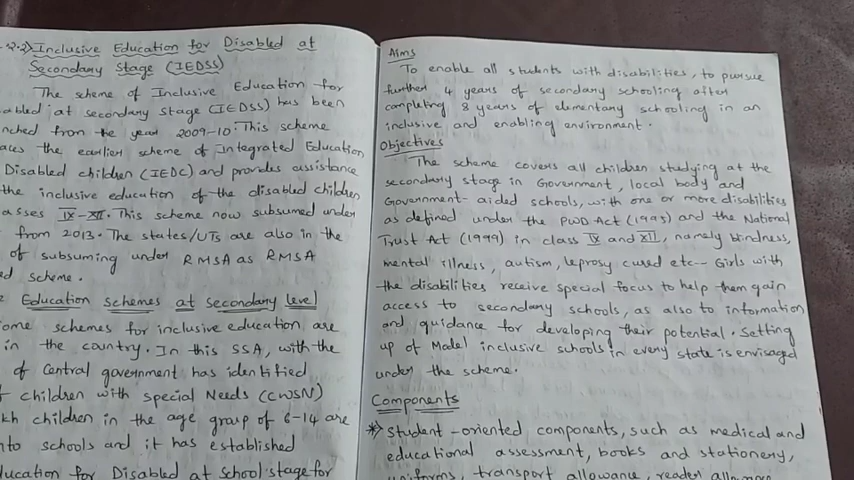 2.2) Inclusive Education for Disabled at
Secondary Stage (IEDSS)
The scheme of Inclusive Education for
abled at secondary stage (IEDSS) has been
nched from the year 2009-10. This scheme
aces the earlier scheme of Integrated Education
Disabled children (IEDC) and provides assistance
the inclusive education of the disabled children
asses IX-XII. This scheme now subsumed under
from 2013. The states/UTs are also in the
of subsuming under RMSA as RMSA
ed scheme.
Education schemes at secondary level
ome schemes for inclusive education are
in the country. In this SSA, with the
of Central government has identified
children with special Needs (CWSN)
kh children in the age group of 6-14 are
nto schools and it has established
ducation for Disabled at School stage for
Aims
To enable all students with disabilities, to pursue
further 4 years of secondary schooling after
completing 8 years of elementary schooling in an
inclusive and enabling environment.
Objectives
The scheme covers all children studying at the
secondary stage in Government, local body and
Government-aided schools, with one or more disabilities
as defined under the PWD Act (1995) and the National
Trust Act (1999) in class IX and XII, namely blindness,
mental illness, autism, leprosy cured etc-- Girls with
the disabilities receive special focus to help them gain
access to secondary schools, as also to information
and guidance for developing their potential. Setting
up of Model inclusive schools in every state is envisaged
under the scheme.
Components
* Student-oriented components, such as medical and
educational assessment, books and stationery,
uniforms, transport allowance, reader allowance